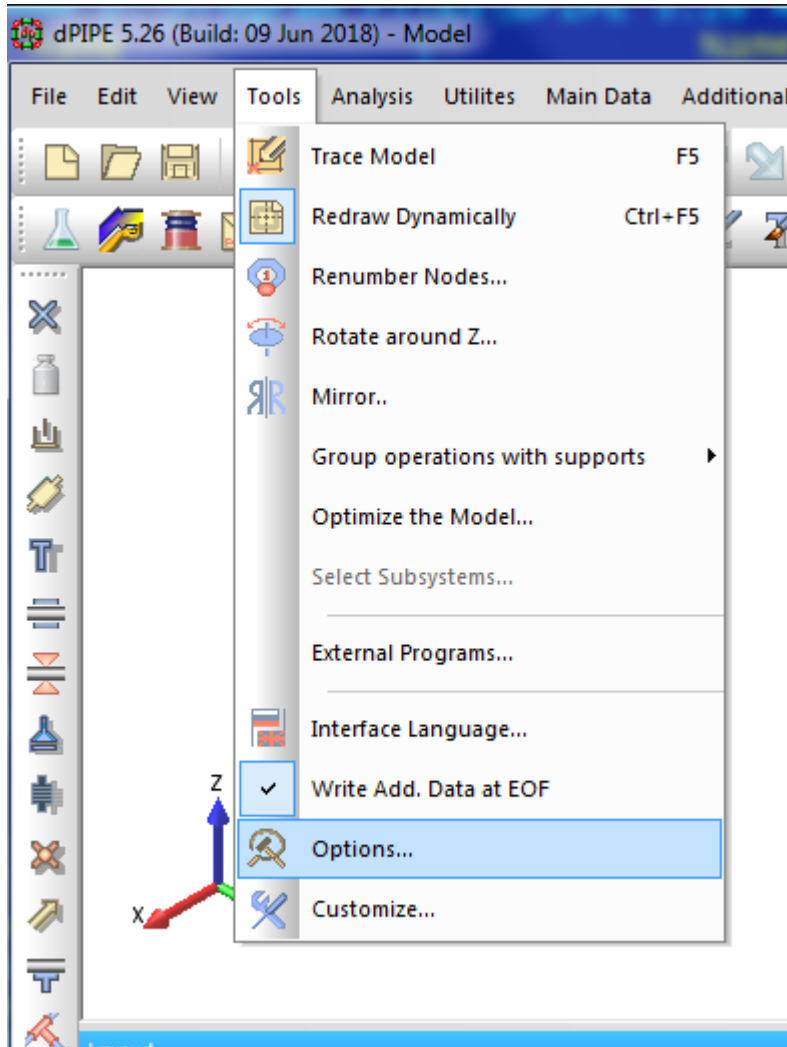 dPIPE 5.26 (Build: 09 Jun 2018) - Model
File Edit View Tools Analysis Utilites Main Data Additional
Trace Model F5
Redraw Dynamically Ctrl+F5
Renumber Nodes...
Rotate around Z...
Mirror..
Group operations with supports
Optimize the Model...
Select Subsystems...
External Programs...
Interface Language...
Write Add. Data at EOF
Options...
Customize...
Z
X